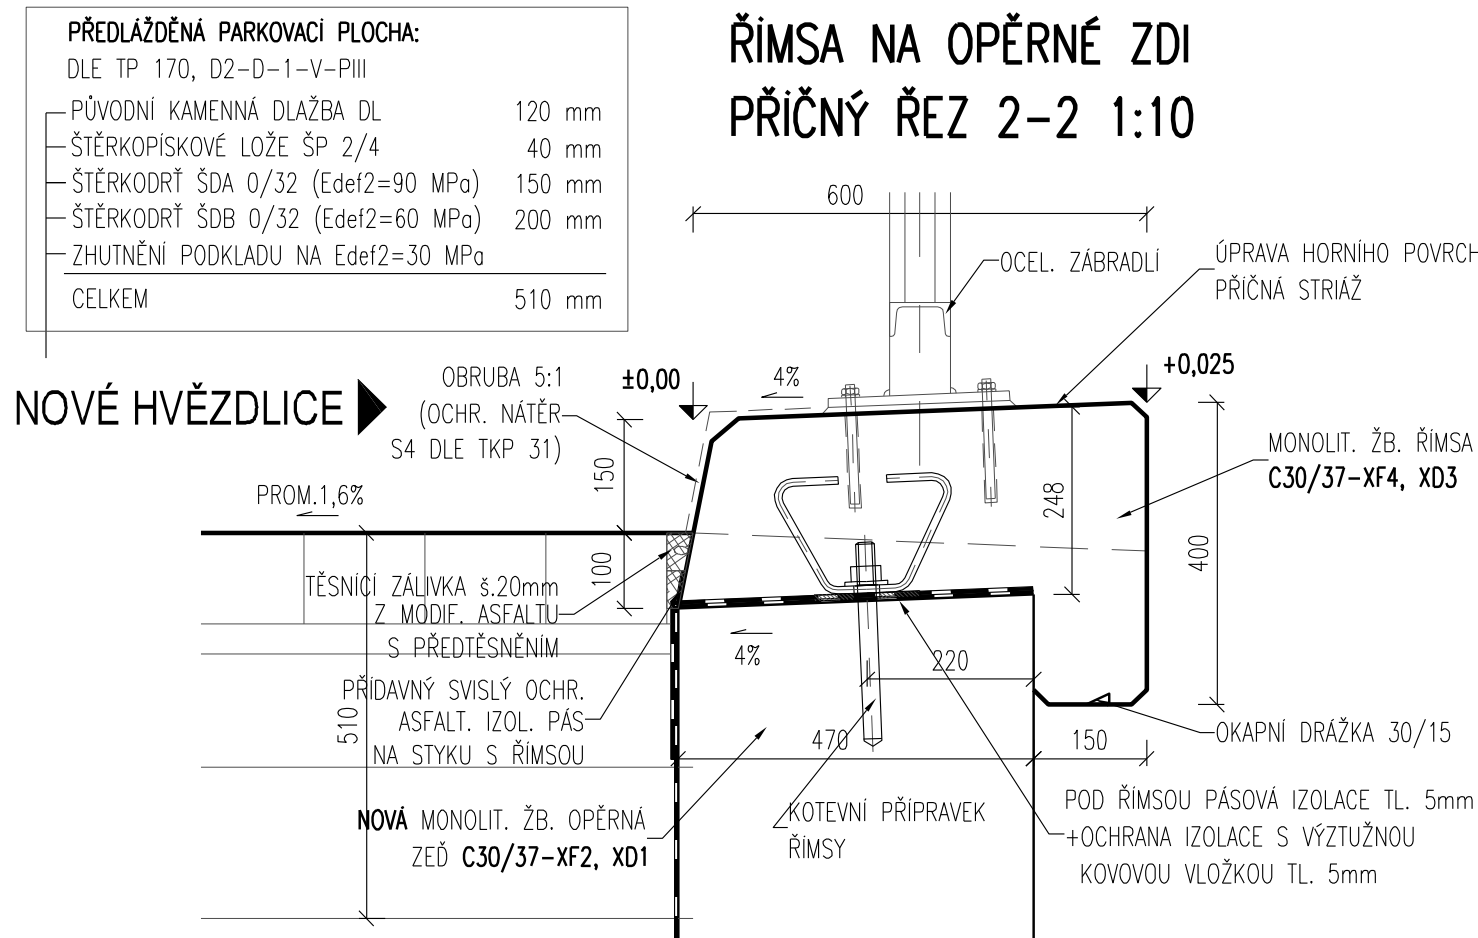 PŘEDLÁŽDĚNÁ PARKOVACÍ PLOCHA:
DLE TP 170, D2-D-1-V-PIII
PŮVODNÍ KAMENNÁ DLAŽBA DL 120 mm
ŠTĚRKOPÍSKOVÉ LOŽE ŠP 2/4 40 mm
ŠTĚRKODRŤ ŠDA 0/32 (Edef2=90 MPa) 150 mm
ŠTĚRKODRŤ ŠDB 0/32 (Edef2=60 MPa) 200 mm
ZHUTNĚNÍ PODKLADU NA Edef2=30 MPa
CELKEM 510 mm
ŘÍMSA NA OPĚRNÉ ZDI
PŘÍČNÝ ŘEZ 2-2 1:10
600
OCEL. ZÁBRADLÍ
ÚPRAVA HORNÍHO POVRCH
PŘÍČNÁ STRIÁŽ
NOVÉ HVĚZDLICE
OBRUBA 5:1
(OCHR. NÁTĚR
S4 DLE TKP 31)
±0,00
4%
+0,025
MONOLIT. ŽB. ŘÍMSA
C30/37-XF4, XD3
PROM.1,6%
150
248
400
100
TĚSNÍCÍ ZÁLIVKA š.20mm
Z MODIF. ASFALTU
S PŘEDTĚSNĚNÍM
4%
220
PŘÍDAVNÝ SVISLÝ OCHR.
ASFALT. IZOL. PÁS
NA STYKU S ŘÍMSOU
510
470
150
OKAPNÍ DRÁŽKA 30/15
NOVÁ MONOLIT. ŽB. OPĚRNÁ
ZEĎ C30/37-XF2, XD1
KOTEVNÍ PŘÍPRAVEK
ŘÍMSY
POD ŘÍMSOU PÁSOVÁ IZOLACE TL. 5mm
+OCHRANA IZOLACE S VÝZTUŽNOU
KOVOVOU VLOŽKOU TL. 5mm